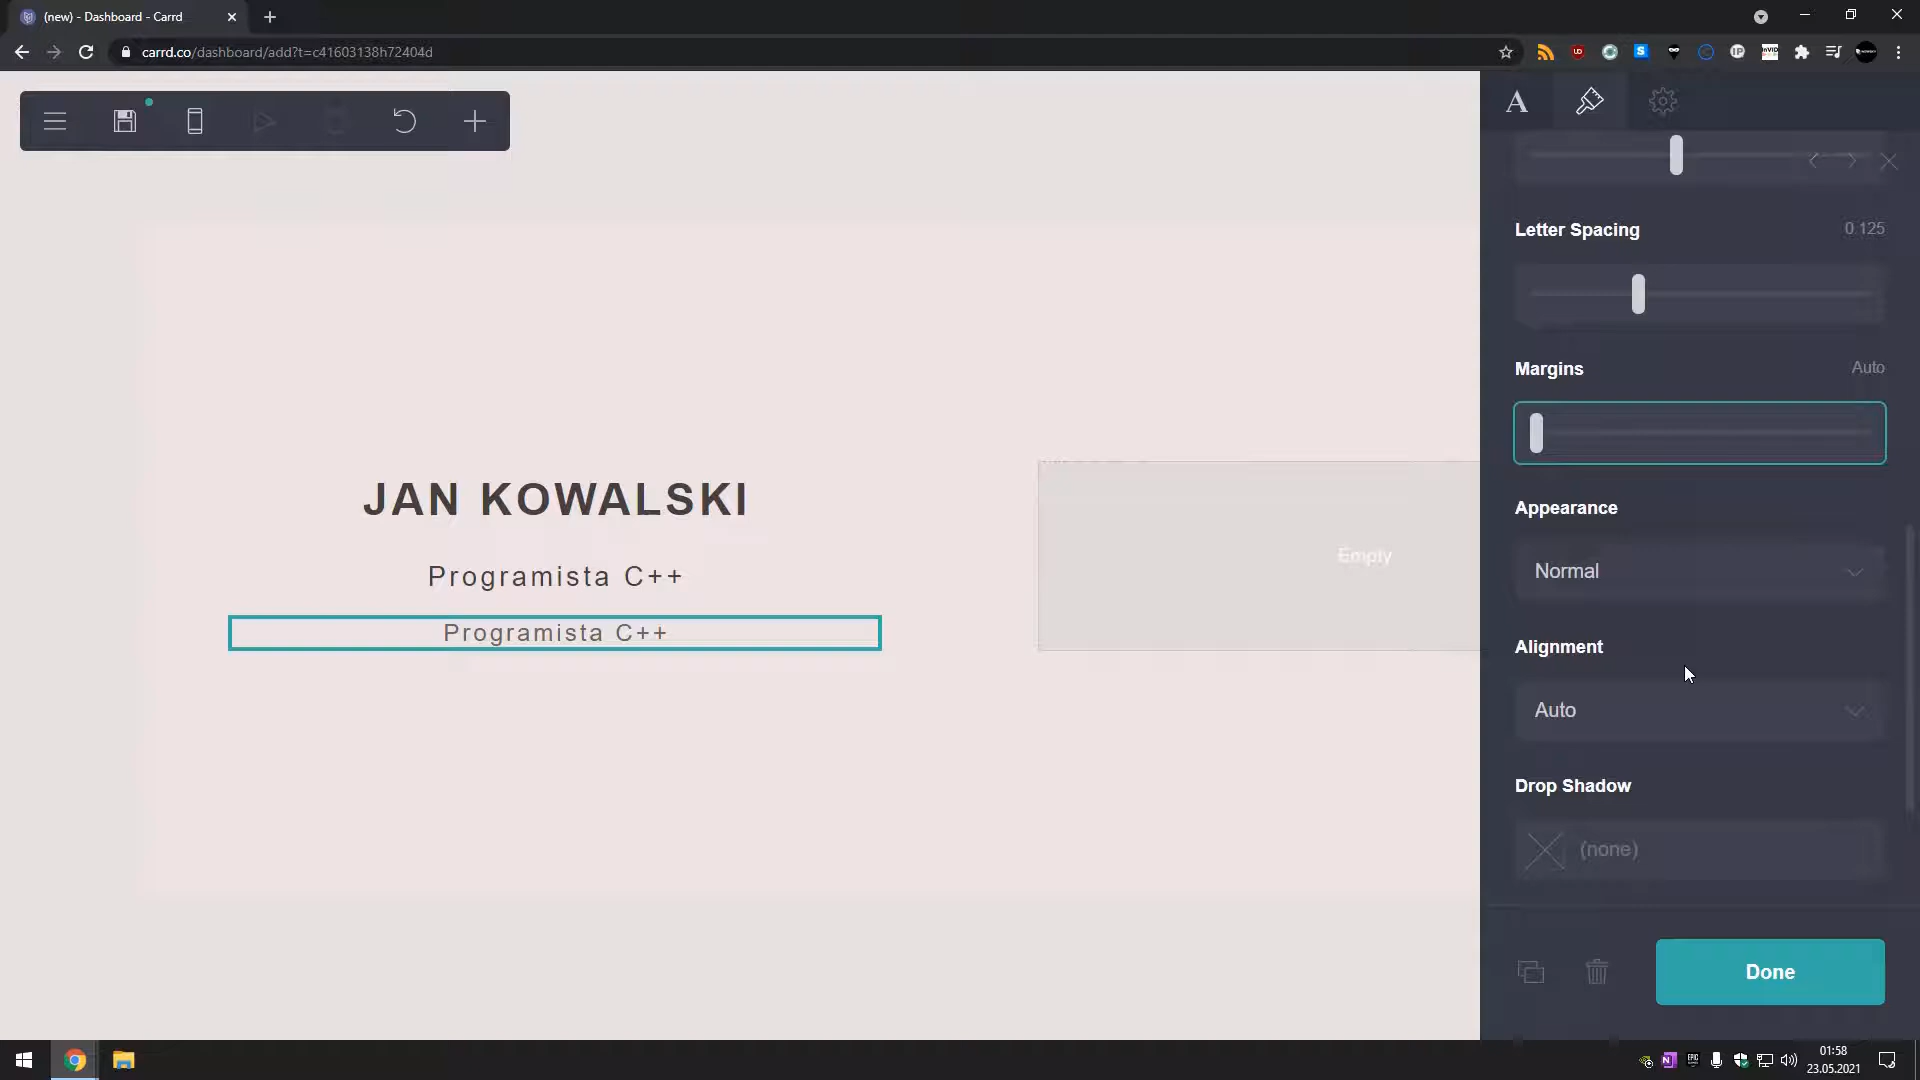 (new) - Dashboard - Carrd
carrd.co/dashboard/add?t=c41603138h72404d
A
Letter Spacing
0.125
Margins
Auto
Appearance
Normal
JAN KOWALSKI
Programista C++
Programista C++
Empty
Alignment
Auto
Drop Shadow
(none)
Done
01:58
23.05.2021